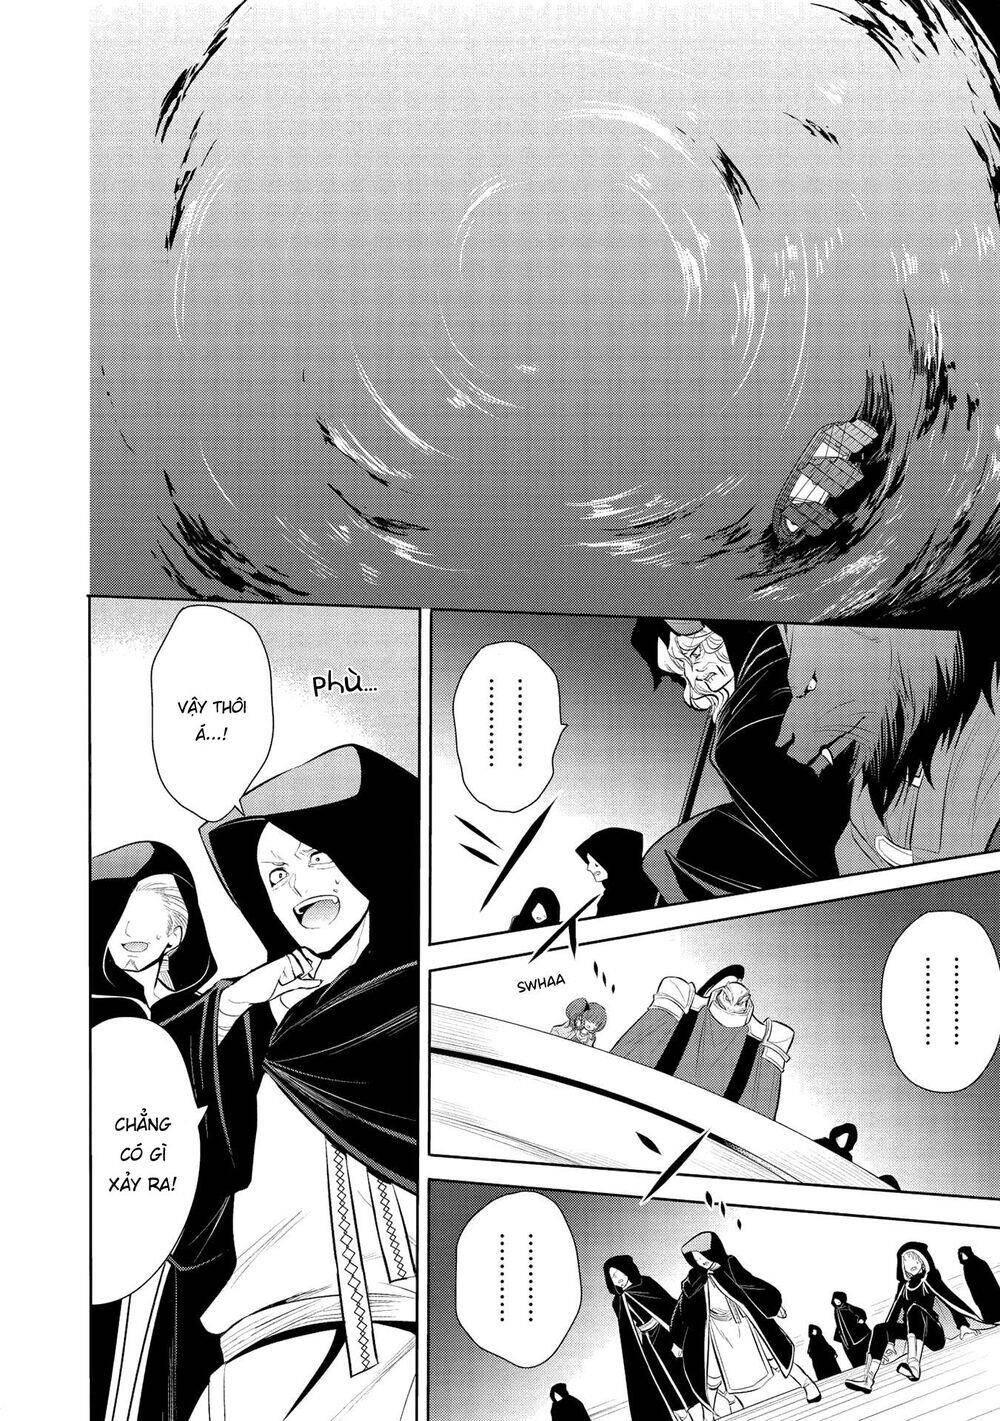 ………
SWHAA
………
………
phù...
VẬY THÔI
Á...!
CHẲNG
CÓ GÌ
XẢY RA!